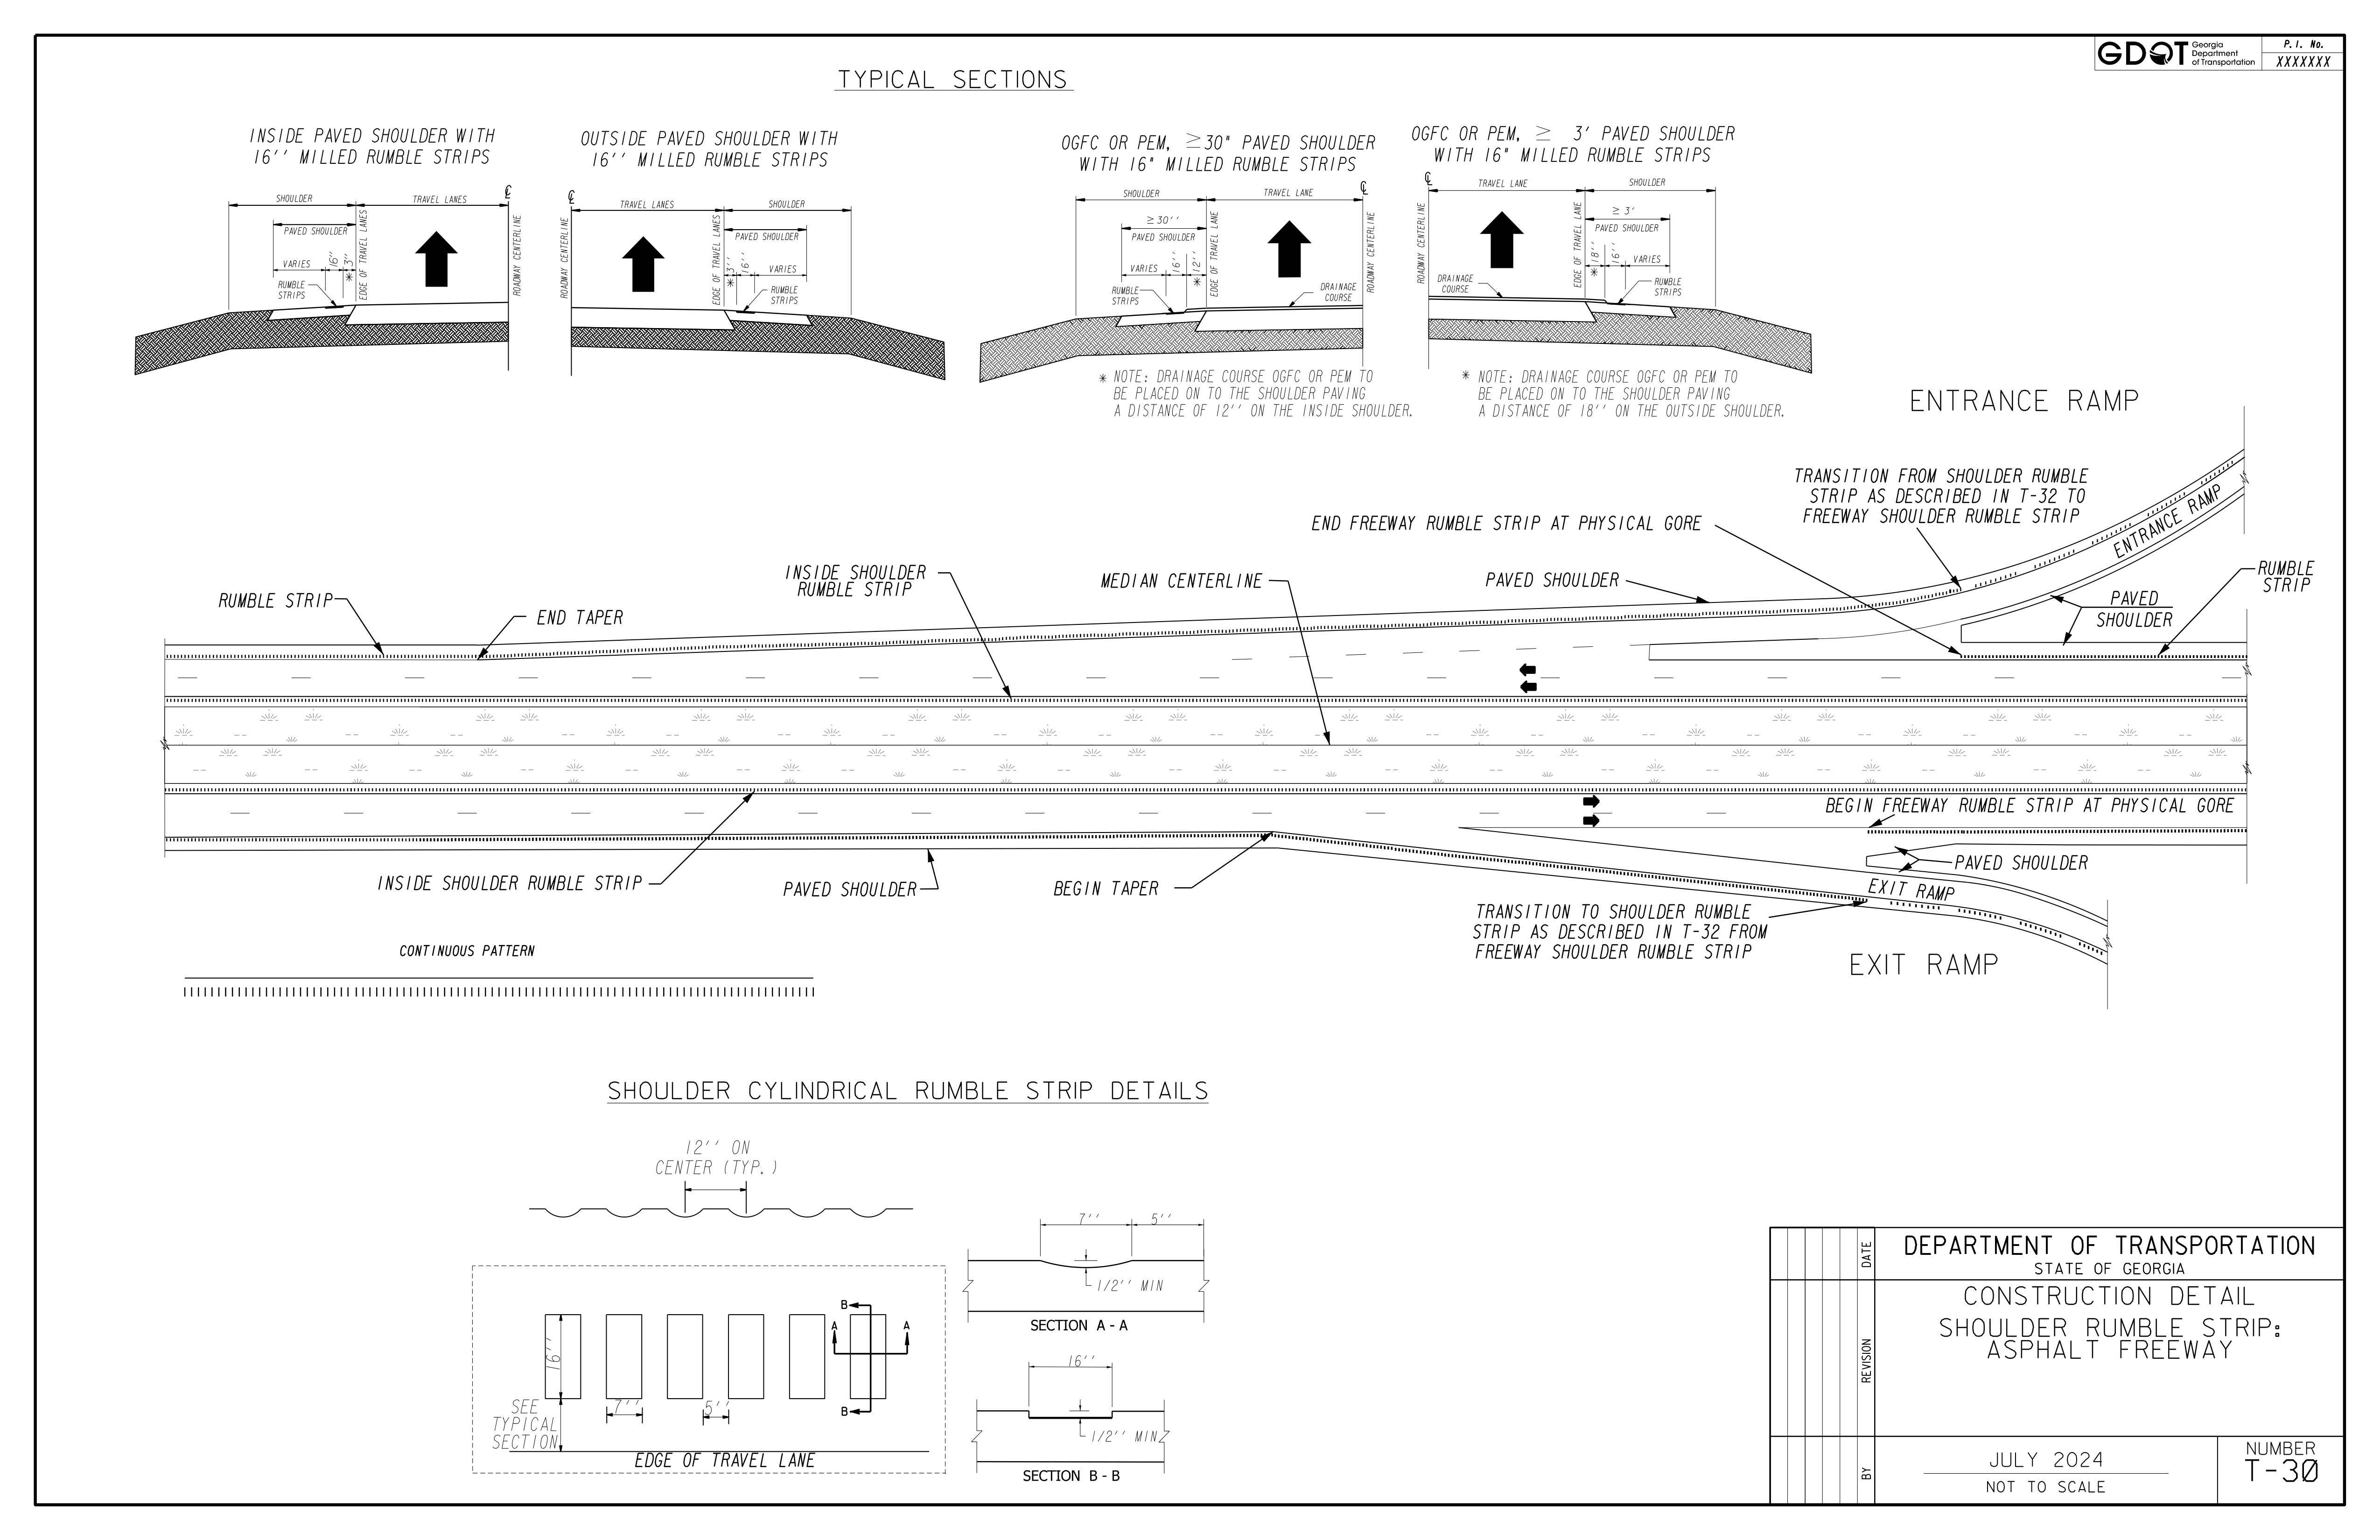 GDOT Georgia
Department
of Transportation
P.I. No.
XXXXXXX
TYPICAL SECTIONS
INSIDE PAVED SHOULDER WITH
16'' MILLED RUMBLE STRIPS
SHOULDER
TRAVEL LANES
PAVED SHOULDER
VARIES
16''
* 3''
EDGE OF TRAVEL LANES
RUMBLE
STRIPS
℄
ROADWAY CENTERLINE
OUTSIDE PAVED SHOULDER WITH
16'' MILLED RUMBLE STRIPS
℄
ROADWAY CENTERLINE
TRAVEL LANES
SHOULDER
PAVED SHOULDER
EDGE OF TRAVEL LANES
* 3''
16''
VARIES
RUMBLE
STRIPS
OGFC OR PEM, ≥30" PAVED SHOULDER
WITH 16" MILLED RUMBLE STRIPS
SHOULDER
TRAVEL LANE
≥30''
PAVED SHOULDER
VARIES
16''
* 12''
EDGE OF TRAVEL LANE
RUMBLE
STRIPS
DRAINAGE
COURSE
℄
ROADWAY CENTERLINE
* NOTE: DRAINAGE COURSE OGFC OR PEM TO
BE PLACED ON TO THE SHOULDER PAVING
A DISTANCE OF 12'' ON THE INSIDE SHOULDER.
OGFC OR PEM, ≥ 3' PAVED SHOULDER
WITH 16" MILLED RUMBLE STRIPS
℄
ROADWAY CENTERLINE
TRAVEL LANE
SHOULDER
≥ 3'
PAVED SHOULDER
EDGE OF TRAVEL LANE
* 18''
16''
VARIES
DRAINAGE
COURSE
RUMBLE
STRIPS
* NOTE: DRAINAGE COURSE OGFC OR PEM TO
BE PLACED ON TO THE SHOULDER PAVING
A DISTANCE OF 18'' ON THE OUTSIDE SHOULDER.
ENTRANCE RAMP
TRANSITION FROM SHOULDER RUMBLE
STRIP AS DESCRIBED IN T-32 TO
FREEWAY SHOULDER RUMBLE STRIP
END FREEWAY RUMBLE STRIP AT PHYSICAL GORE
ENTRANCE RAMP
RUMBLE STRIP
END TAPER
INSIDE SHOULDER
RUMBLE STRIP
MEDIAN CENTERLINE
PAVED SHOULDER
PAVED
SHOULDER
RUMBLE
STRIP
BEGIN FREEWAY RUMBLE STRIP AT PHYSICAL GORE
INSIDE SHOULDER RUMBLE STRIP
PAVED SHOULDER
BEGIN TAPER
PAVED SHOULDER
EXIT RAMP
TRANSITION TO SHOULDER RUMBLE
STRIP AS DESCRIBED IN T-32 FROM
FREEWAY SHOULDER RUMBLE STRIP
EXIT RAMP
CONTINUOUS PATTERN
SHOULDER CYLINDRICAL RUMBLE STRIP DETAILS
12'' ON
CENTER (TYP.)
16''
SEE
TYPICAL
SECTION
7''
5''
B
A
A
B
EDGE OF TRAVEL LANE
7''
5''
1/2'' MIN
SECTION A - A
16''
1/2'' MIN
SECTION B - B
DATE
REVISION
BY
DEPARTMENT OF TRANSPORTATION
STATE OF GEORGIA
CONSTRUCTION DETAIL
SHOULDER RUMBLE STRIP:
ASPHALT FREEWAY
JULY 2024
NOT TO SCALE
NUMBER
T-30